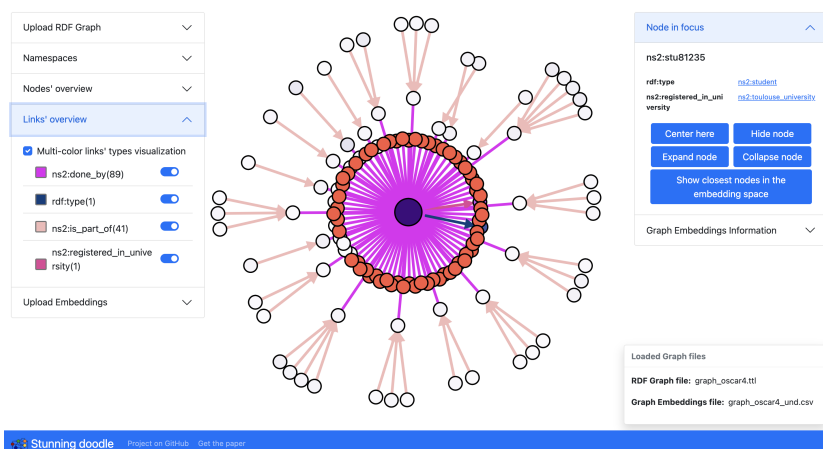 Upload RDF Graph
Namespaces
Nodes' overview
Links' overview
Multi-color links' types visualization
ns2:done_by(89)
rdf:type(1)
ns2:is_part_of(41)
ns2:registered_in_unive
rsity(1)
Upload Embeddings
Node in focus
ns2:stu81235
rdf:type ns2:student
ns2:registered_in_uni ns2:toulouse_university
versity
Center here Hide node
Expand node Collapse node
Show closest nodes in the
embedding space
Graph Embeddings Information
Loaded Graph files
RDF Graph file: graph_oscar4.ttl
Graph Embeddings file: graph_oscar4_und.csv
Stunning doodle Project on GitHub Get the paper